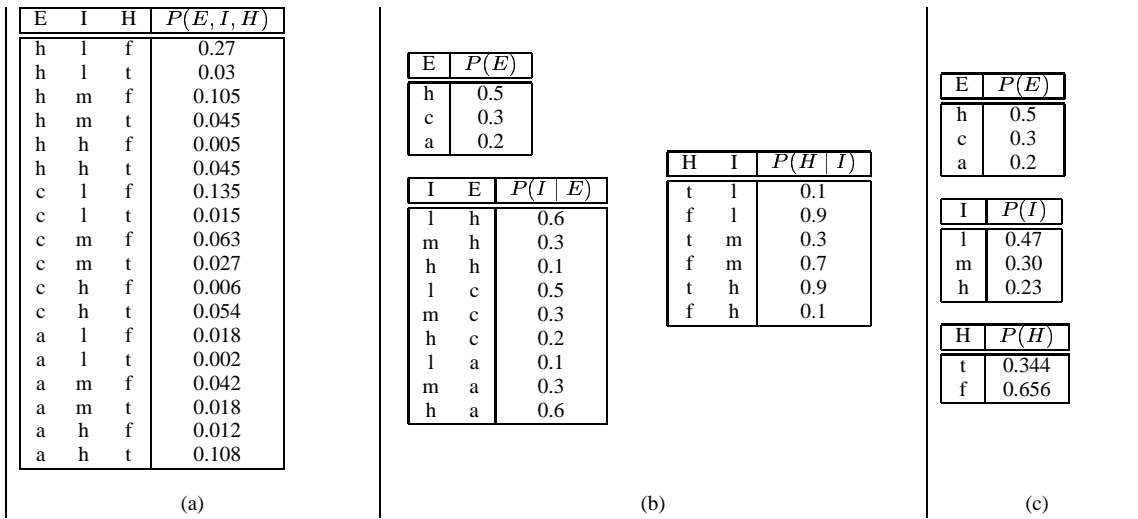 E I H P(E, I, H)
h l f 0.27
h l t 0.03
h m f 0.105
h m t 0.045
h h f 0.005
h h t 0.045
c l f 0.135
c l t 0.015
c m f 0.063
c m t 0.027
c h f 0.006
c h t 0.054
a l f 0.018
a l t 0.002
a m f 0.042
a m t 0.018
a h f 0.012
a h t 0.108
(a)
E P(E)
h 0.5
c 0.3
a 0.2
I E P(I | E)
l h 0.6
m h 0.3
h h 0.1
l c 0.5
m c 0.3
h c 0.2
l a 0.1
m a 0.3
h a 0.6
H I P(H | I)
t l 0.1
f l 0.9
t m 0.3
f m 0.7
t h 0.9
f h 0.1
(b)
E P(E)
h 0.5
c 0.3
a 0.2
I P(I)
l 0.47
m 0.30
h 0.23
H P(H)
t 0.344
f 0.656
(c)